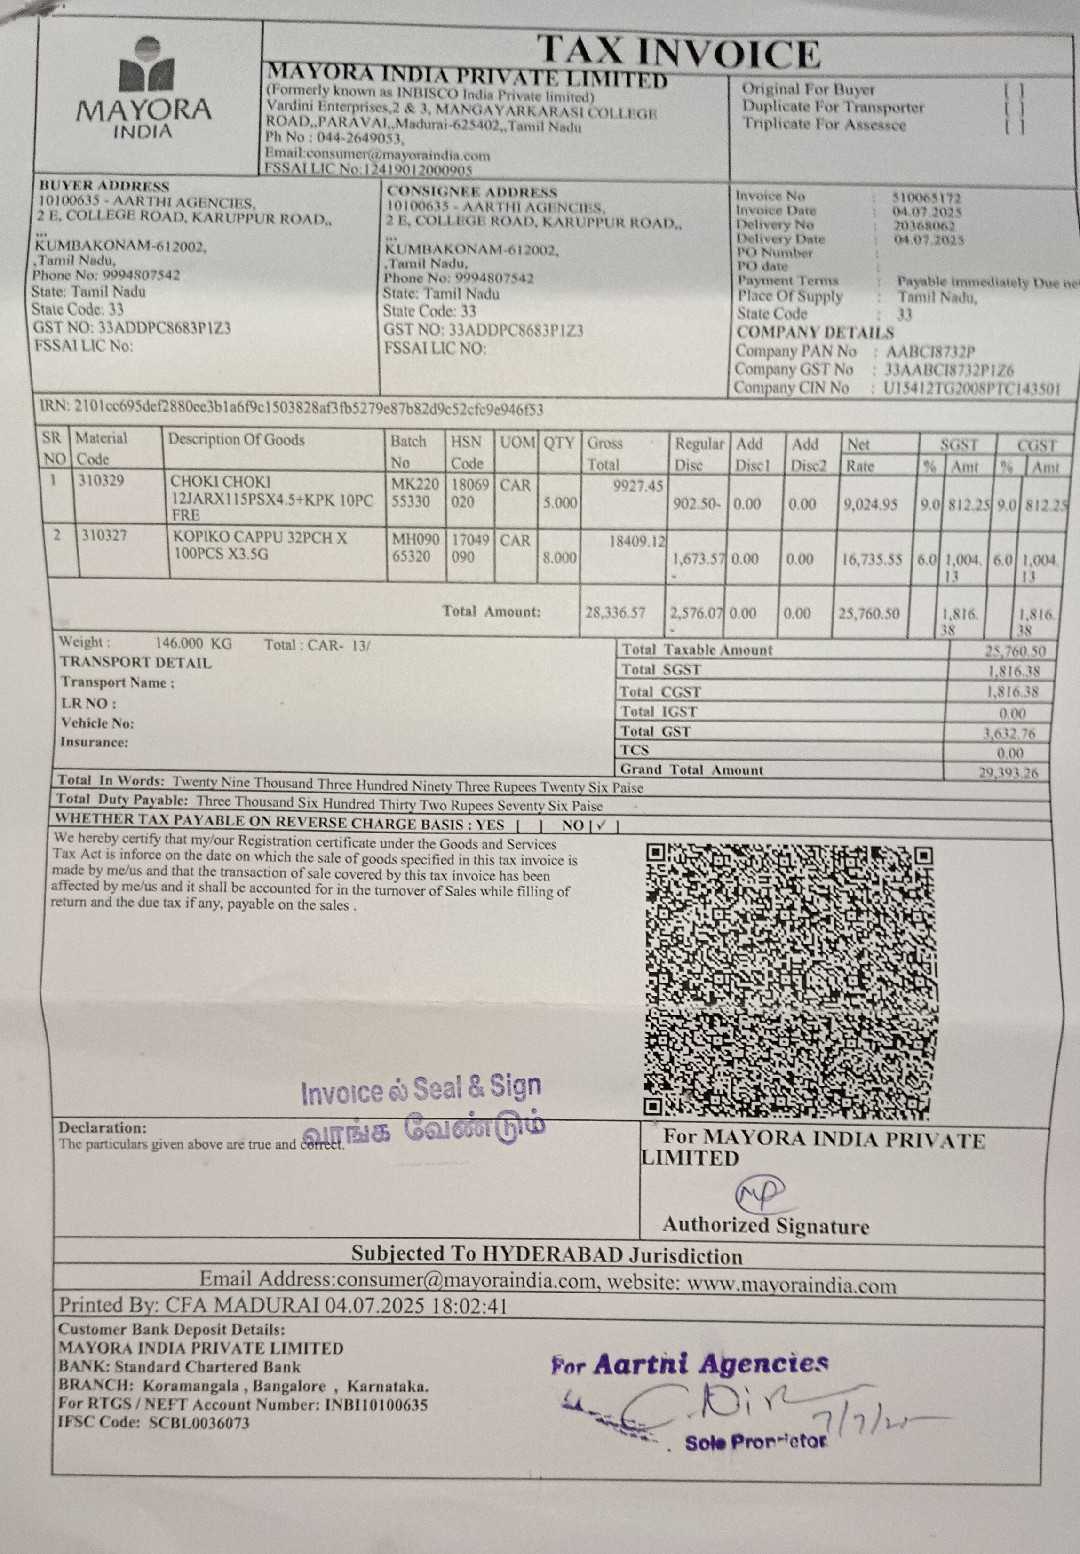 MAYORA
INDIA
TAX INVOICE
MAYORA INDIA PRIVATE LIMITED
(Formerly known as INBISCO India Private limited)
Vardini Enterprises,2 & 3, MANGAYARKARASI COLLEGE
ROAD,,PARAVAI,,Madurai-625402,,Tamil Nadu
Ph No : 044-2649053,
Email:consumer@mayoraindia.com
FSSAI LIC No:12419012000905
Original For Buyer [ ]
Duplicate For Transporter [ ]
Triplicate For Assessce [ ]
BUYER ADDRESS
10100635 - AARTHI AGENCIES,
2 E, COLLEGE ROAD, KARUPPUR ROAD,,
...
KUMBAKONAM-612002,
,Tamil Nadu,
Phone No: 9994807542
State: Tamil Nadu
State Code: 33
GST NO: 33ADDPC8683P1Z3
FSSAI LIC No:
CONSIGNEE ADDRESS
10100635 - AARTHI AGENCIES,
2 E, COLLEGE ROAD, KARUPPUR ROAD,,
...
KUMBAKONAM-612002,
,Tamil Nadu,
Phone No: 9994807542
State: Tamil Nadu
State Code: 33
GST NO: 33ADDPC8683P1Z3
FSSAI LIC NO:
Invoice No : 510065172
Invoice Date : 04.07.2025
Delivery No : 20368062
Delivery Date : 04.07.2025
PO Number :
PO date :
Payment Terms : Payable immediately Due ne
Place Of Supply : Tamil Nadu,
State Code : 33
COMPANY DETAILS
Company PAN No : AABCI8732P
Company GST No : 33AABCI8732P1Z6
Company CIN No : U15412TG2008PTC143501
IRN: 2101cc695def2880ee3b1a6f9c1503828af3fb5279e87b82d9c52cfc9e946f53
SR Material Description Of Goods Batch HSN UOM QTY Gross Regular Add Add Net SGST CGST
NO Code No Code Total Disc Disc1 Disc2 Rate % Amt % Amt
1 310329 CHOKI CHOKI MK220 18069 CAR 9927.45
12JARX115PSX4.5+KPK 10PC 55330 020 5.000 902.50- 0.00 0.00 9,024.95 9.0 812.25 9.0 812.25
FRE
2 310327 KOPIKO CAPPU 32PCH X MH090 17049 CAR 18409.12
100PCS X3.5G 65320 090 8.000 1,673.57 0.00 0.00 16,735.55 6.0 1,004. 6.0 1,004.
- 13 13
Total Amount: 28,336.57 2,576.07 0.00 0.00 25,760.50 1,816. 1,816.
- 38 38
Weight : 146.000 KG Total : CAR- 13/
TRANSPORT DETAIL
Transport Name :
LR NO :
Vehicle No:
Insurance:
Total Taxable Amount 25,760.50
Total SGST 1,816.38
Total CGST 1,816.38
Total IGST 0.00
Total GST 3,632.76
TCS 0.00
Grand Total Amount 29,393.26
Total In Words: Twenty Nine Thousand Three Hundred Ninety Three Rupees Twenty Six Paise
Total Duty Payable: Three Thousand Six Hundred Thirty Two Rupees Seventy Six Paise
WHETHER TAX PAYABLE ON REVERSE CHARGE BASIS : YES [ ] NO [✓ ]
We hereby certify that my/our Registration certificate under the Goods and Services
Tax Act is inforce on the date on which the sale of goods specified in this tax invoice is
made by me/us and that the transaction of sale covered by this tax invoice has been
affected by me/us and it shall be accounted for in the turnover of Sales while filling of
return and the due tax if any, payable on the sales .
Invoice ல் Seal & Sign
வாங்க வேண்டும்
Declaration:
The particulars given above are true and correct.
For MAYORA INDIA PRIVATE
LIMITED
Authorized Signature
Subjected To HYDERABAD Jurisdiction
Email Address:consumer@mayoraindia.com, website: www.mayoraindia.com
Printed By: CFA MADURAI 04.07.2025 18:02:41
Customer Bank Deposit Details:
MAYORA INDIA PRIVATE LIMITED
BANK: Standard Chartered Bank
BRANCH: Koramangala , Bangalore , Karnataka.
For RTGS / NEFT Account Number: INBI10100635
IFSC Code: SCBL0036073
For Aarthi Agencies
7/7/25
Sole Proprietor